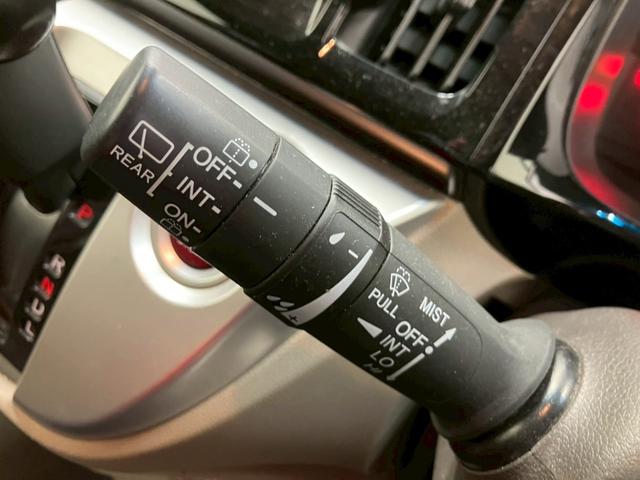 REAR
OFF-
INT-
ON-
PULL
MIST
OFF
INT
LO
HI
P
R
N